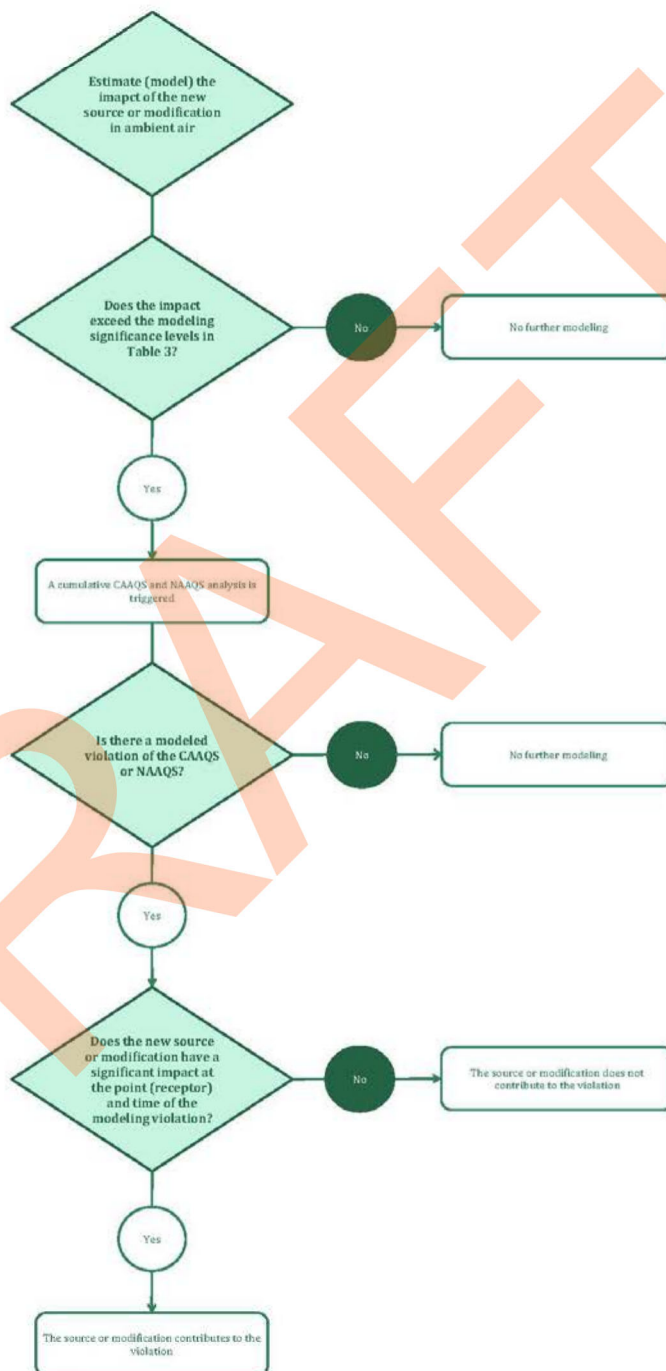 Estimate (model) the
imapct of the new
source or modification
in ambient air
Does the impact
exceed the modeling
significance levels in
Table 3?
No
No further modeling
Yes
A cumulative CAAQS and NAAQS analysis is
triggered
Is there a modeled
violation of the CAAQS
or NAAQS?
No
No further modeling
Yes
Does the new source
or modification have a
significant impact at
the point (receptor)
and time of the
modeling violation?
No
The source or modification does not
contribute to the violation
Yes
The source or modification contributes to the
violation
RAFT